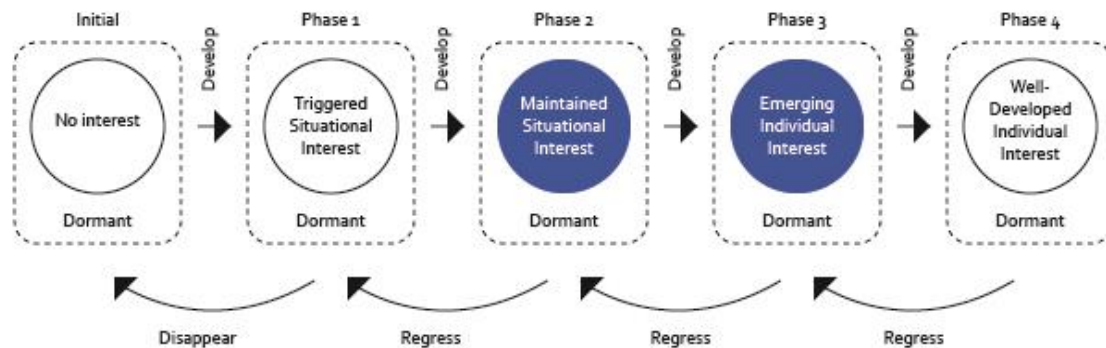 Initial
Phase 1
Phase 2
Phase 3
Phase 4
Develop
Develop
Develop
Develop
No interest
Triggered
Situational
Interest
Maintained
Situational
Interest
Emerging
Individual
Interest
Well-
Developed
Individual
Interest
Dormant
Dormant
Dormant
Dormant
Dormant
Disappear
Regress
Regress
Regress